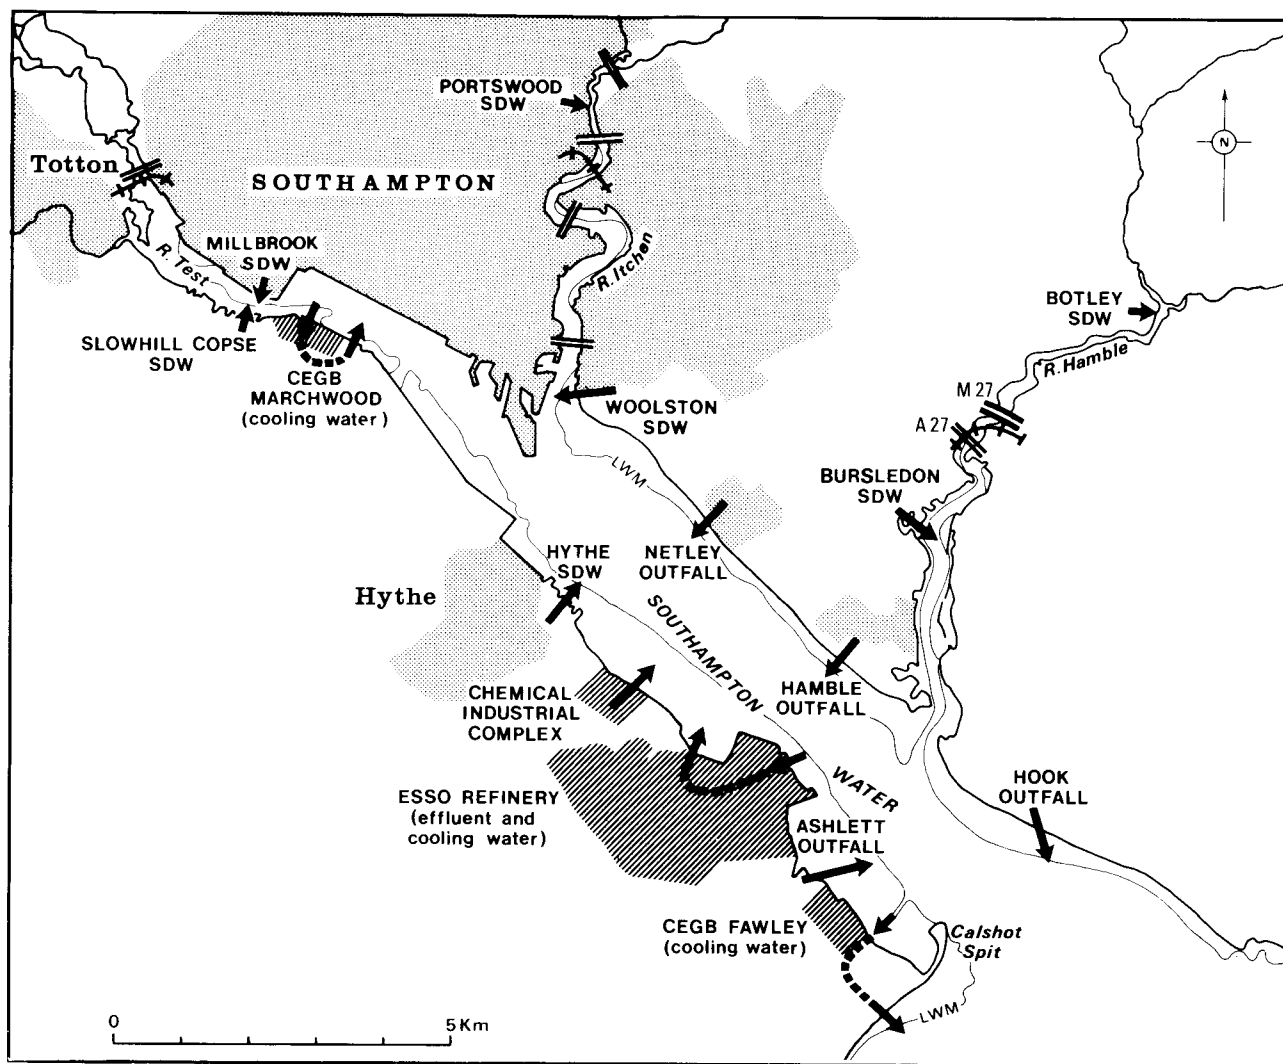 PORTSWOOD
SDW
N
Totton
SOUTHAMPTON
MILLBROOK
SDW
R. Test
R. Itchen
SLOWHILL COPSE
SDW
CEGB
MARCHWOOD
(cooling water)
BOTLEY
SDW
R. Hamble
M 27
A 27
WOOLSTON
SDW
LWM
BURSLEDON
SDW
HYTHE
SDW
NETLEY
OUTFALL
Hythe
SOUTHAMPTON
WATER
HAMBLE
OUTFALL
CHEMICAL
INDUSTRIAL
COMPLEX
HOOK
OUTFALL
ESSO REFINERY
(effluent and
cooling water)
ASHLETT
OUTFALL
CEGB FAWLEY
(cooling water)
Calshot
Spit
LWM
0
5 Km